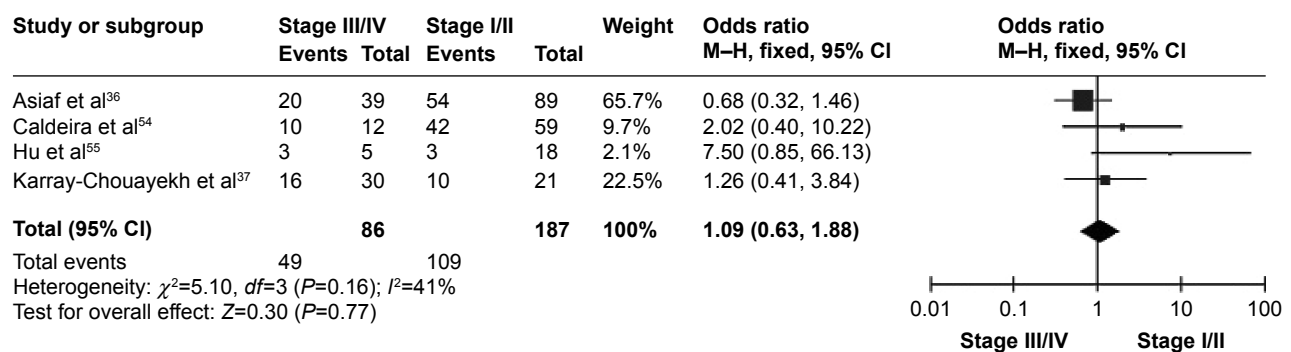 Study or subgroup Stage III/IV Stage I/II Weight Odds ratio Odds ratio
Events Total Events Total M–H, fixed, 95% CI M–H, fixed, 95% CI
Asiaf et al³⁶ 20 39 54 89 65.7% 0.68 (0.32, 1.46)
Caldeira et al⁵⁴ 10 12 42 59 9.7% 2.02 (0.40, 10.22)
Hu et al⁵⁵ 3 5 3 18 2.1% 7.50 (0.85, 66.13)
Karray-Chouayekh et al³⁷ 16 30 10 21 22.5% 1.26 (0.41, 3.84)
Total (95% CI) 86 187 100% 1.09 (0.63, 1.88)
Total events 49 109
Heterogeneity: χ²=5.10, df=3 (P=0.16); I²=41%
Test for overall effect: Z=0.30 (P=0.77)
0.01 0.1 1 10 100
Stage III/IV Stage I/II